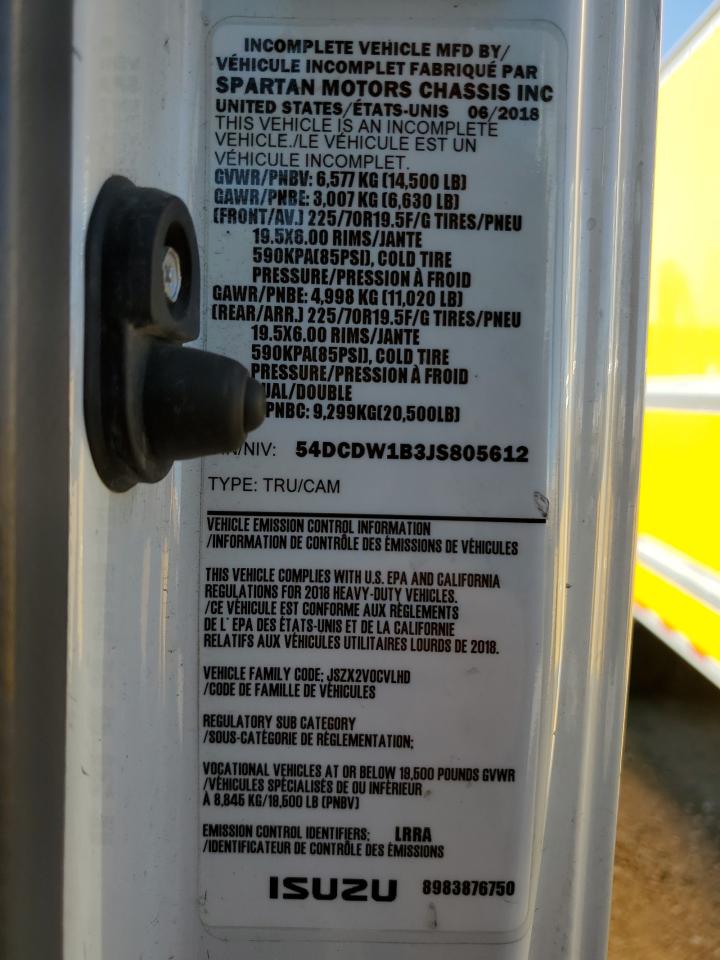 INCOMPLETE VEHICLE MFD BY/
VÉHICULE INCOMPLET FABRIQUÉ PAR
SPARTAN MOTORS CHASSIS INC
UNITED STATES/ÉTATS-UNIS 06/2018
THIS VEHICLE IS AN INCOMPLETE
VEHICLE./LE VÉHICULE EST UN
VÉHICULE INCOMPLET.
GVWR/PNBV: 6,577 KG (14,500 LB)
GAWR/PNBE: 3,007 KG (6,630 LB)
(FRONT/AV.) 225/70R19.5F/G TIRES/PNEU
19.5X6.00 RIMS/JANTE
590KPA(85PSI), COLD TIRE
PRESSURE/PRESSION À FROID
GAWR/PNBE: 4,998 KG (11,020 LB)
(REAR/ARR.) 225/70R19.5F/G TIRES/PNEU
19.5X6.00 RIMS/JANTE
590KPA(85PSI), COLD TIRE
PRESSURE/PRESSION À FROID
UAL/DOUBLE
PNBC: 9,299KG(20,500LB)
/NIV: 54DCDW1B3JS805612
TYPE: TRU/CAM
VEHICLE EMISSION CONTROL INFORMATION
/INFORMATION DE CONTRÔLE DES ÉMISSIONS DE VÉHICULES
THIS VEHICLE COMPLIES WITH U.S. EPA AND CALIFORNIA
REGULATIONS FOR 2018 HEAVY-DUTY VEHICLES.
/CE VÉHICULE EST CONFORME AUX RÈGLEMENTS
DE L' EPA DES ÉTATS-UNIS ET DE LA CALIFORNIE
RELATIFS AUX VÉHICULES UTILITAIRES LOURDS DE 2018.
VEHICLE FAMILY CODE; JSZX2VOCVLHD
/CODE DE FAMILLE DE VÉHICULES
REGULATORY SUB CATEGORY
/SOUS-CATÉGORIE DE RÈGLEMENTATION;
VOCATIONAL VEHICLES AT OR BELOW 19,500 POUNDS GVWR
/VÉHICULES SPÉCIALISÉS DE OU INFÉRIEUR
À 8,845 KG/19,500 LB (PNBV)
EMISSION CONTROL IDENTIFIERS; LRRA
/IDENTIFICATEUR DE CONTRÔLE DES ÉMISSIONS
ISUZU 8983876750